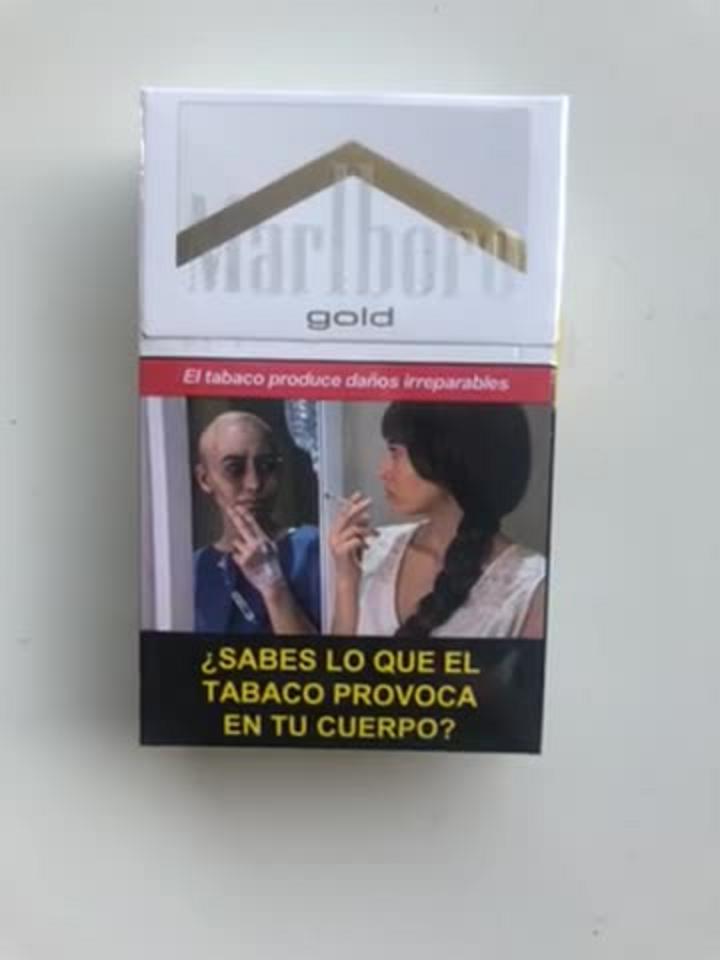 Marlboro
gold
El tabaco produce daños irreparables
¿SABES LO QUE EL
TABACO PROVOCA
EN TU CUERPO?